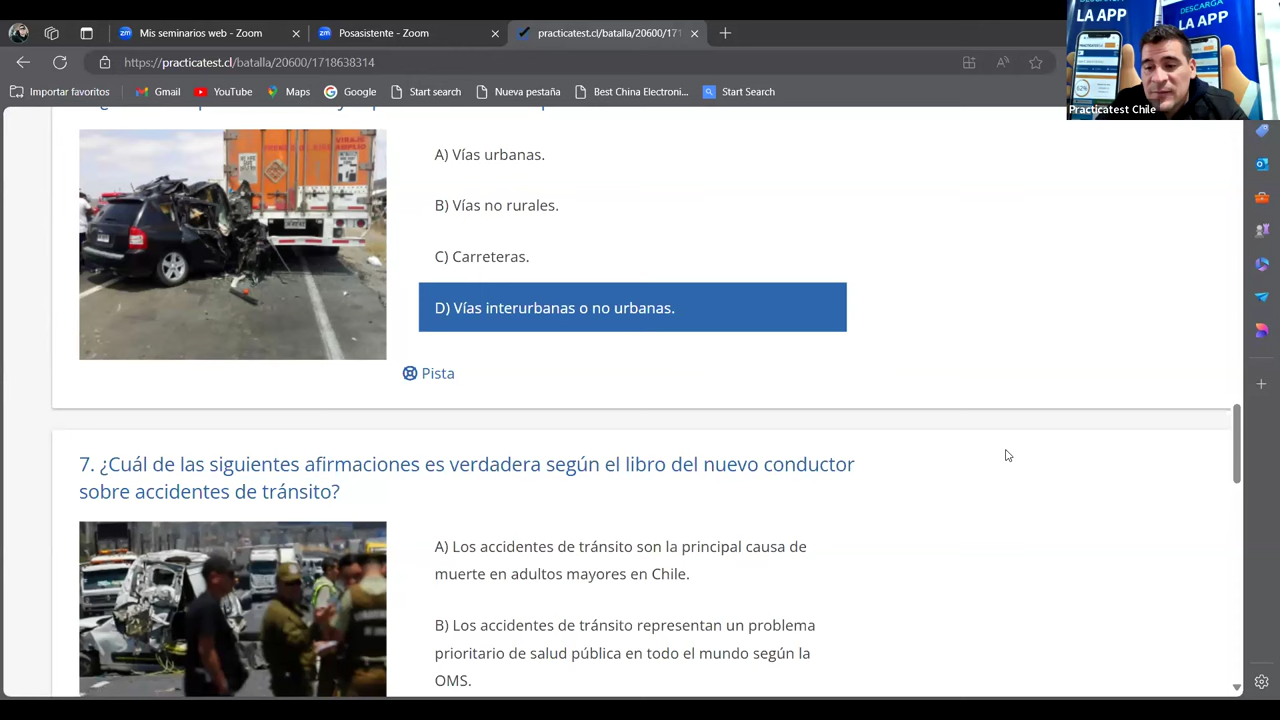 DESCARGA
LA APP
DESCARGA
LA APP
Mis seminarios web - Zoom
Posasistente - Zoom
practicatest.cl/batalla/20600/171
https://practicatest.cl/batalla/20600/1718638314
Importar favoritos
Gmail
YouTube
Maps
Google
Start search
Nueva pestaña
Best China Electroni...
Start Search
62%
Practicatest Chile
A) Vías urbanas.
B) Vías no rurales.
C) Carreteras.
D) Vías interurbanas o no urbanas.
Pista
7. ¿Cuál de las siguientes afirmaciones es verdadera según el libro del nuevo conductor
sobre accidentes de tránsito?
A) Los accidentes de tránsito son la principal causa de
muerte en adultos mayores en Chile.
B) Los accidentes de tránsito representan un problema
prioritario de salud pública en todo el mundo según la
OMS.